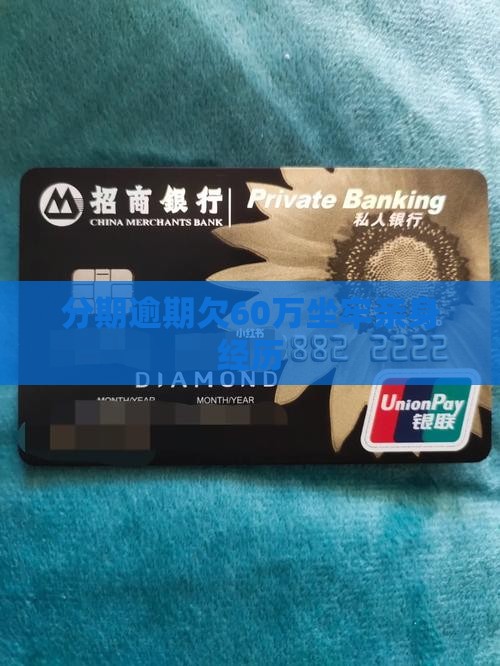 招商银行
CHINA MERCHANTS BANK
Private Banking
私人银行
分期逾期欠60万坐牢亲身
经历
小红书
882 2222
DIAMOND
MONTH/YEAR MONTH/YEAR
UnionPay
银联